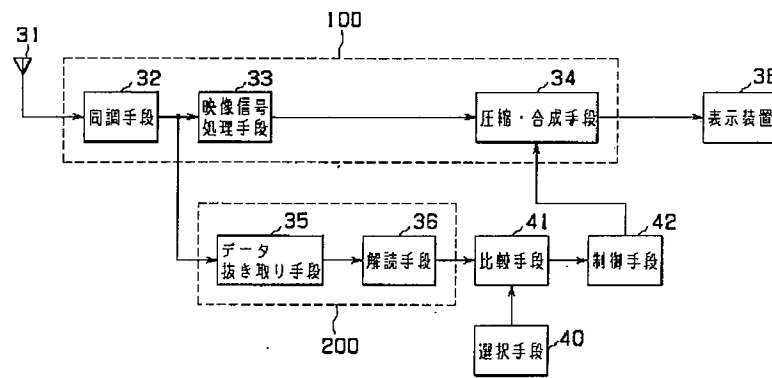 100
31
32
同調手段
33
映像信号
処理手段
34
圧縮・合成手段
38
表示装置
35
データ
抜き取り手段
36
解読手段
41
比較手段
42
制御手段
200
選択手段
40